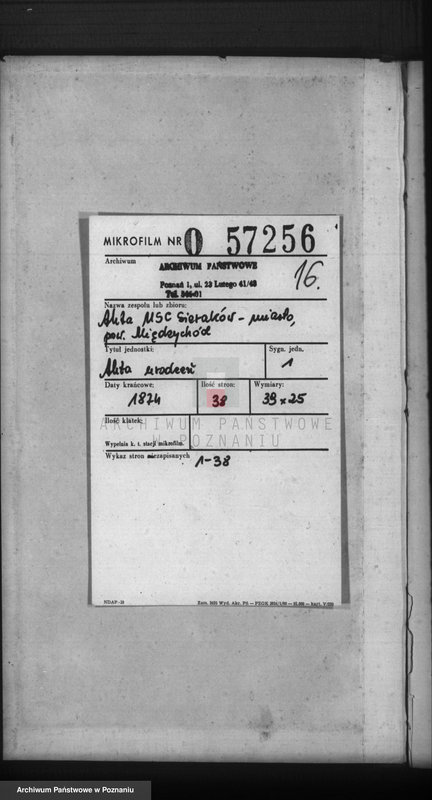 MIKROFILM NR 0 57256
Archiwum
ARCHIWUM PAŃSTWOWE
Poznań 1, ul. 23 Lutego 41/43
16.
Nazwa zespołu lub zbioru:
Akta USC Sieraków - miasto,
pow. Międzychód
Tytuł jednostki:
Sygn. jedn.
Akta urodzeń
1
Daty krańcowe:
Ilość stron:
Wymiary:
1874
38
39 x 25
Ilość klatek:
ARCHIWUM PAŃSTWOWE
POZNANIU
Wypełnia k. t. stacji mikrofilm.
Wykaz stron niezapisanych
1-38
NDAP-
Archiwum Państwowe w Poznaniu